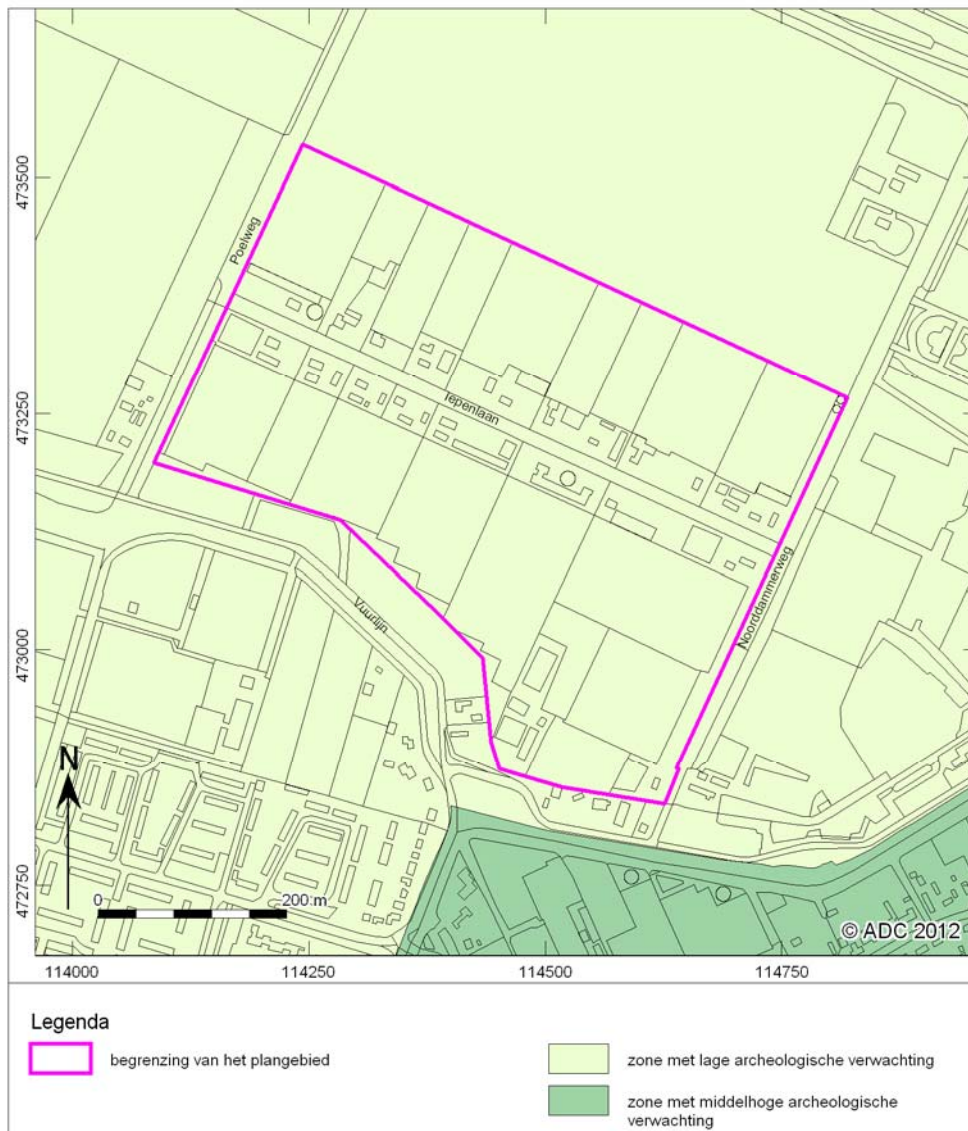 473500
Poelweg
473250
Iepenlaan
Noorddammerweg
Vuurlijn
473000
N
0 200 m
472750
© ADC 2012
114000 114250 114500 114750
Legenda
begrenzing van het plangebied
zone met lage archeologische verwachting
zone met middelhoge archeologische
verwachting